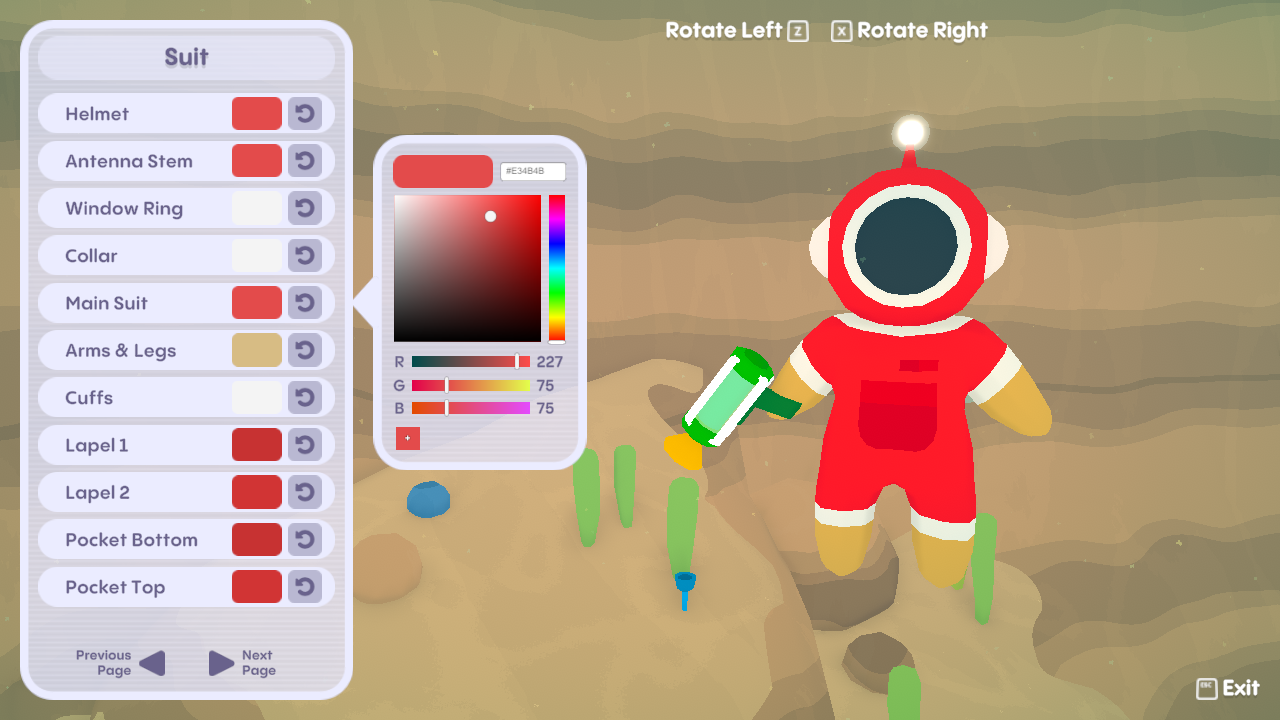 Rotate Left Z X Rotate Right
Suit
Helmet
Antenna Stem
Window Ring
Collar
Main Suit
Arms & Legs
Cuffs
Lapel 1
Lapel 2
Pocket Bottom
Pocket Top
Previous
Page
Next
Page
#E34B4B
R 227
G 75
B 75
+
ESC Exit